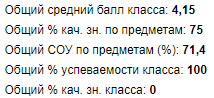 Общий средний балл класса: 4,15
Общий % кач. зн. по предметам: 75
Общий СОУ по предметам (%): 71,4
Общий % успеваемости класса: 100
Общий % кач. зн. класса: 0